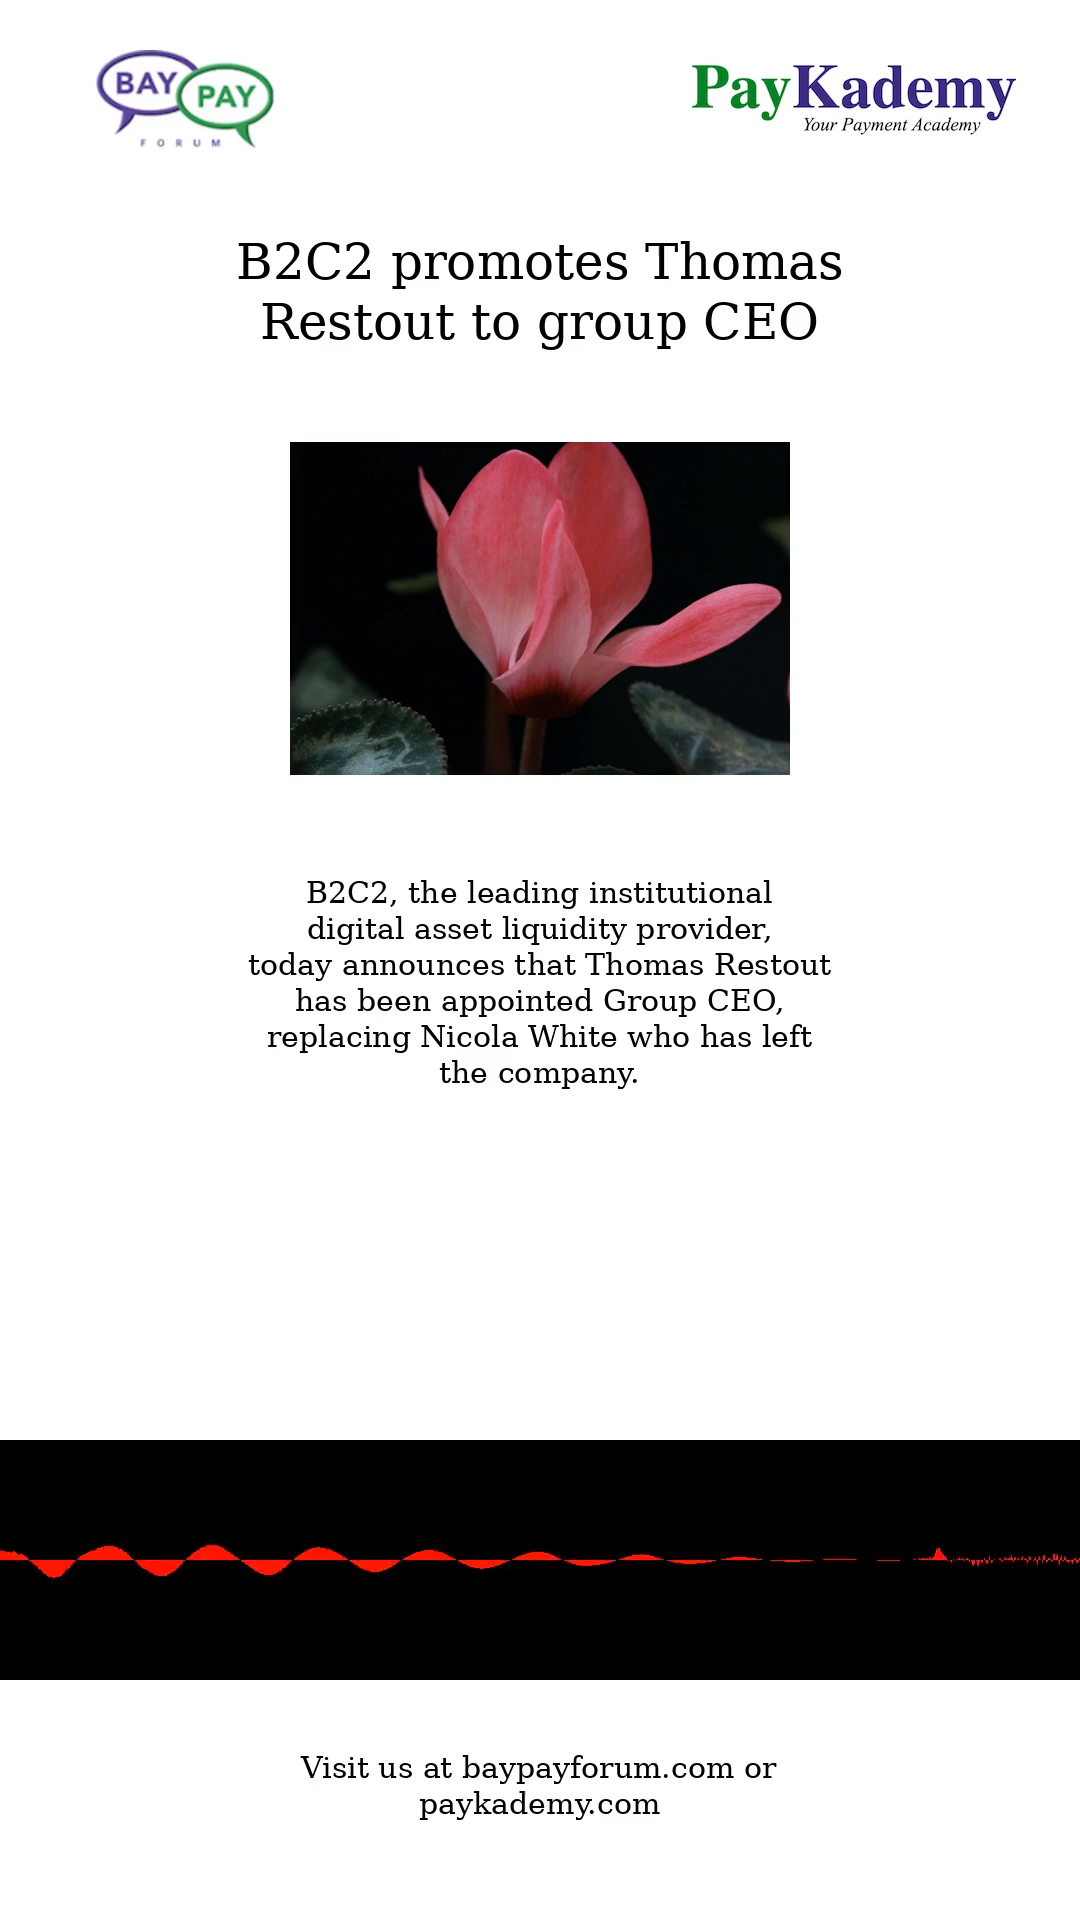 BAY PAY
FORUM
PayKademy
Your Payment Academy
B2C2 promotes Thomas
Restout to group CEO
B2C2, the leading institutional
digital asset liquidity provider,
today announces that Thomas Restout
has been appointed Group CEO,
replacing Nicola White who has left
the company.
Visit us at baypayforum.com or
paykademy.com